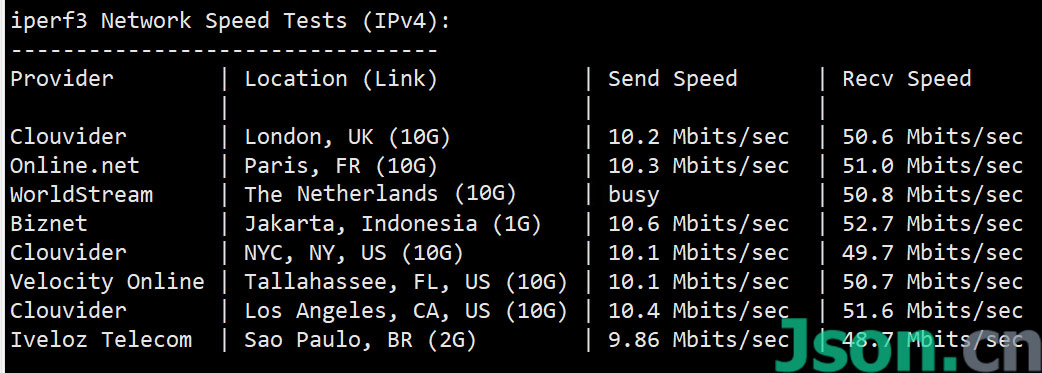 iperf3 Network Speed Tests (IPv4):
---------------------------------
Provider | Location (Link) | Send Speed | Recv Speed
| | |
Clouvider | London, UK (10G) | 10.2 Mbits/sec | 50.6 Mbits/sec
Online.net | Paris, FR (10G) | 10.3 Mbits/sec | 51.0 Mbits/sec
WorldStream | The Netherlands (10G) | busy | 50.8 Mbits/sec
Biznet | Jakarta, Indonesia (1G) | 10.6 Mbits/sec | 52.7 Mbits/sec
Clouvider | NYC, NY, US (10G) | 10.1 Mbits/sec | 49.7 Mbits/sec
Velocity Online | Tallahassee, FL, US (10G) | 10.1 Mbits/sec | 50.7 Mbits/sec
Clouvider | Los Angeles, CA, US (10G) | 10.4 Mbits/sec | 51.6 Mbits/sec
Iveloz Telecom | Sao Paulo, BR (2G) | 9.86 Mbits/sec | 48.7 Mbits/sec
Json.cn